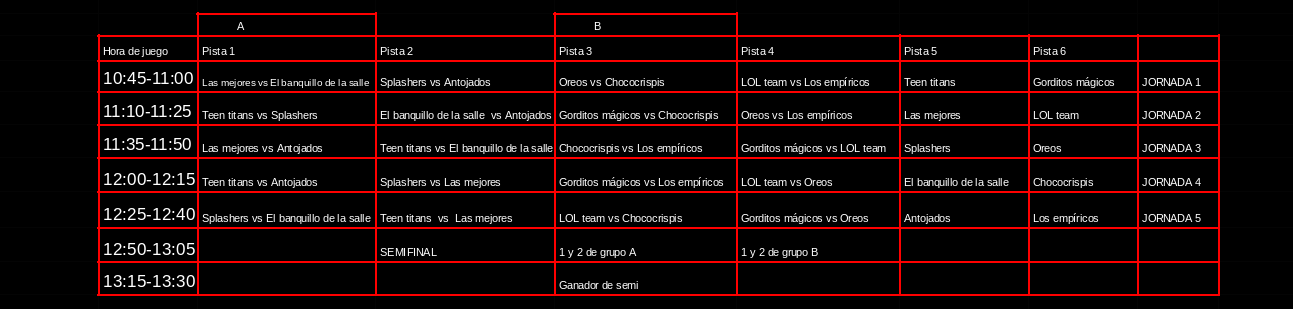 A B
Hora de juego Pista 1 Pista 2 Pista 3 Pista 4 Pista 5 Pista 6
10:45-11:00 Las mejores vs El banquillo de la salle Splashers vs Antojados Oreos vs Chococrispis LOL team vs Los empíricos Teen titans Gorditos mágicos JORNADA 1
11:10-11:25 Teen titans vs Splashers El banquillo de la salle vs Antojados Gorditos mágicos vs Chococrispis Oreos vs Los empíricos Las mejores LOL team JORNADA 2
11:35-11:50 Las mejores vs Antojados Teen titans vs El banquillo de la salle Chococrispis vs Los empíricos Gorditos mágicos vs LOL team Splashers Oreos JORNADA 3
12:00-12:15 Teen titans vs Antojados Splashers vs Las mejores Gorditos mágicos vs Los empíricos LOL team vs Oreos El banquillo de la salle Chococrispis JORNADA 4
12:25-12:40 Splashers vs El banquillo de la salle Teen titans vs Las mejores LOL team vs Chococrispis Gorditos mágicos vs Oreos Antojados Los empíricos JORNADA 5
12:50-13:05 SEMIFINAL 1 y 2 de grupo A 1 y 2 de grupo B
13:15-13:30 Ganador de semi